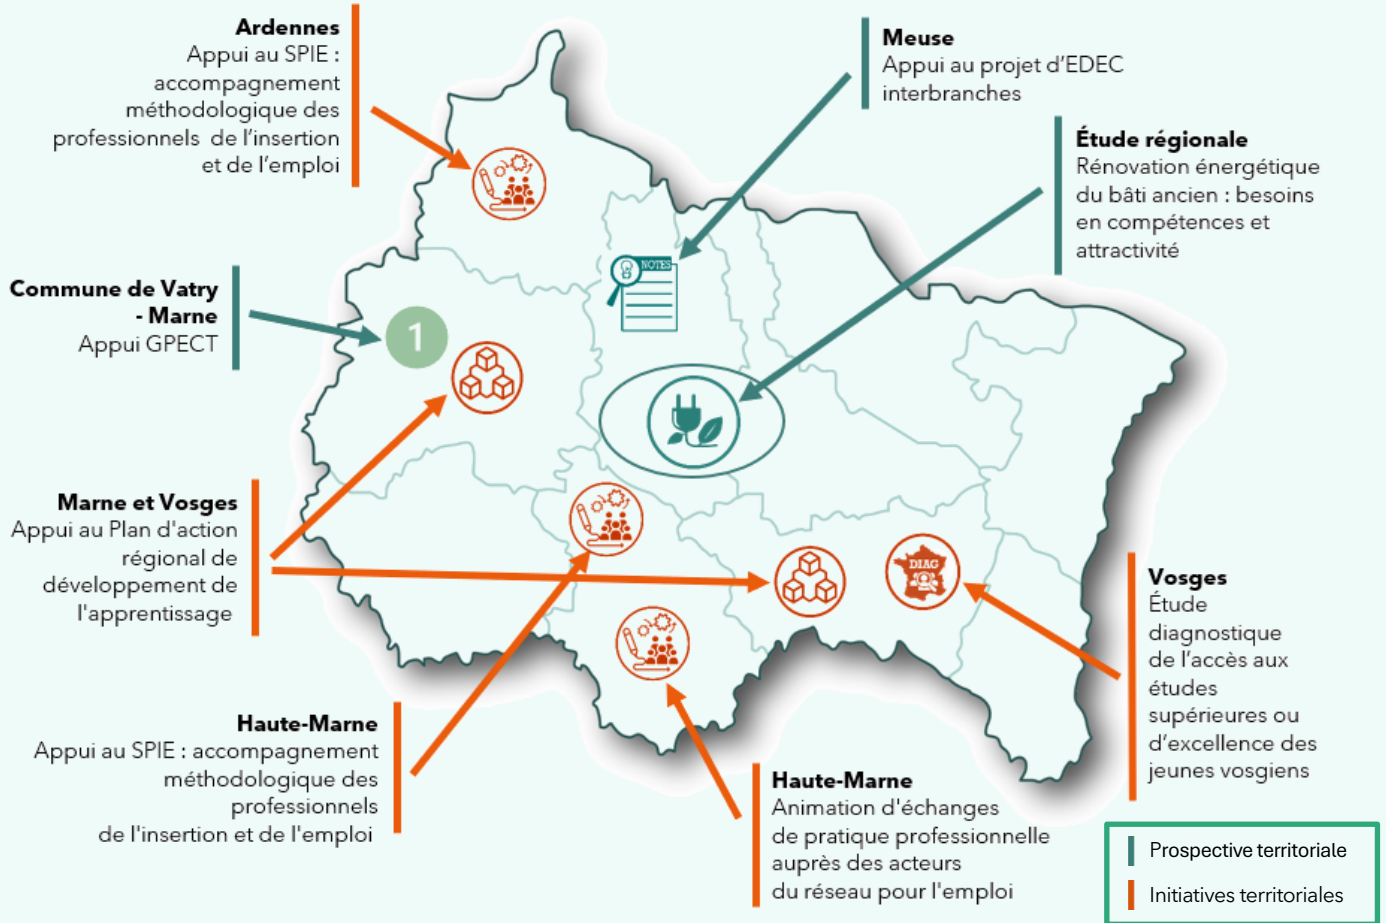 Ardennes
Appui au SPIE :
accompagnement
méthodologique des
professionnels de l’insertion
et de l’emploi
Meuse
Appui au projet d’EDEC
interbranches
Étude régionale
Rénovation énergétique
du bâti ancien : besoins
en compétences et
attractivité
NOTES
Commune de Vatry
- Marne
Appui GPECT
1
Marne et Vosges
Appui au Plan d'action
régional de
développement de
l'apprentissage
DIAG
Vosges
Étude
diagnostique
de l’accès aux
études
supérieures ou
d’excellence des
jeunes vosgiens
Haute-Marne
Appui au SPIE : accompagnement
méthodologique des
professionnels
de l'insertion et de l'emploi
Haute-Marne
Animation d'échanges
de pratique professionnelle
auprès des acteurs
du réseau pour l'emploi
Prospective territoriale
Initiatives territoriales